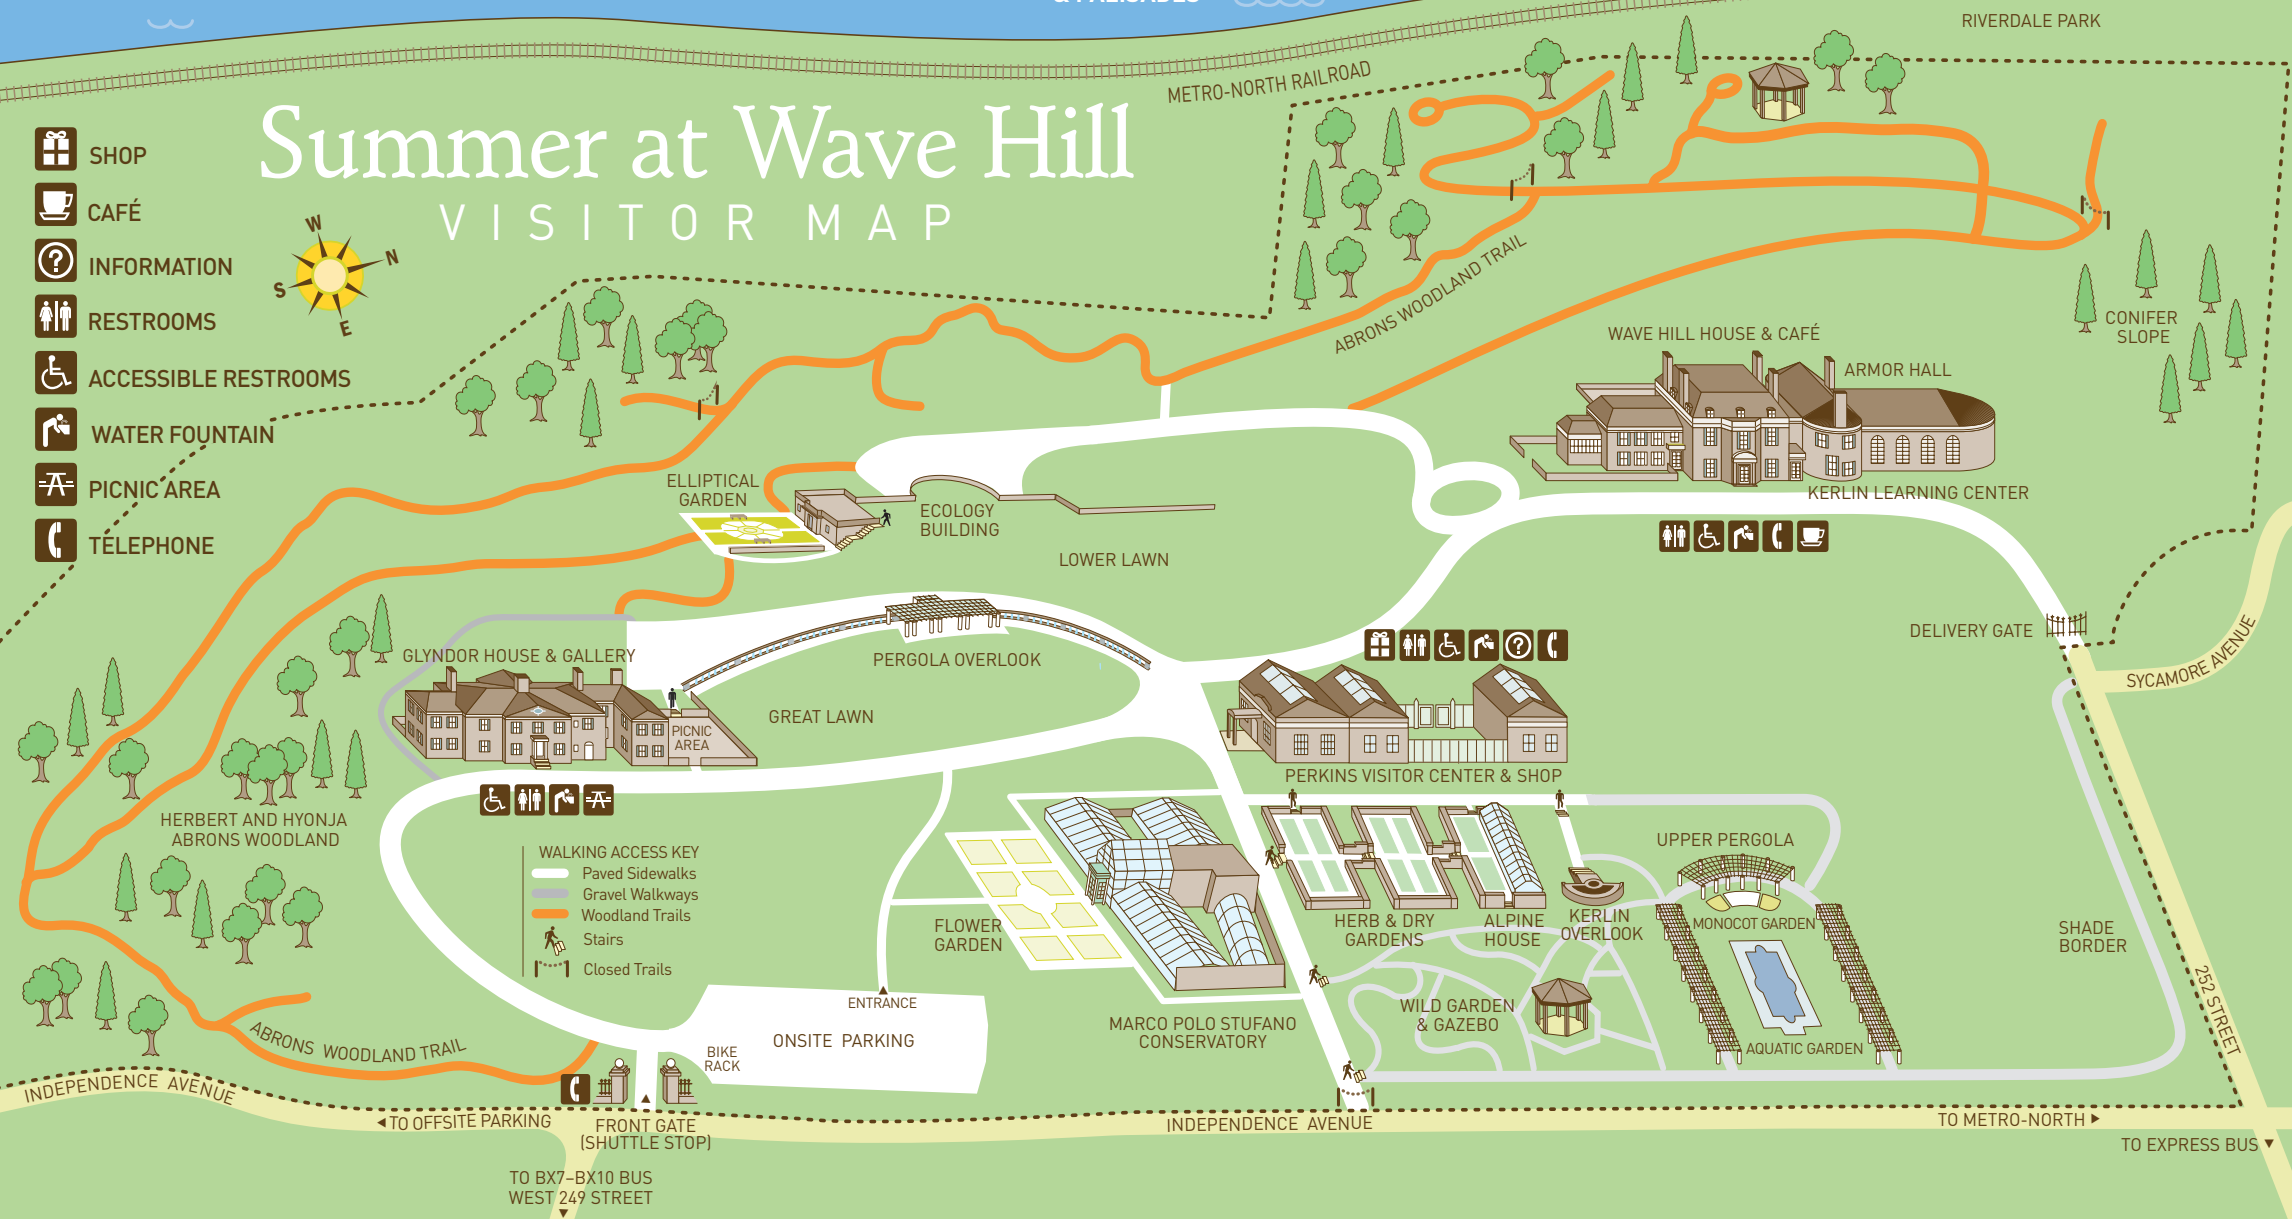 & PALISADES
RIVERDALE PARK
METRO-NORTH RAILROAD
Summer at Wave Hill
VISITOR MAP
SHOP
CAFÉ
INFORMATION
RESTROOMS
ACCESSIBLE RESTROOMS
WATER FOUNTAIN
PICNIC AREA
TÉLEPHONE
W
N
S
E
ABRONS WOODLAND TRAIL
CONIFER
SLOPE
WAVE HILL HOUSE & CAFÉ
ARMOR HALL
KERLIN LEARNING CENTER
ELLIPTICAL
GARDEN
ECOLOGY
BUILDING
LOWER LAWN
DELIVERY GATE
SYCAMORE AVENUE
GLYNDOR HOUSE & GALLERY
PERGOLA OVERLOOK
GREAT LAWN
PICNIC
AREA
PERKINS VISITOR CENTER & SHOP
HERBERT AND HYONJA
ABRONS WOODLAND
WALKING ACCESS KEY
Paved Sidewalks
Gravel Walkways
Woodland Trails
Stairs
Closed Trails
UPPER PERGOLA
FLOWER
GARDEN
HERB & DRY
GARDENS
ALPINE
HOUSE
KERLIN
OVERLOOK
MONOCOT GARDEN
SHADE
BORDER
252 STREET
ENTRANCE
ONSITE PARKING
BIKE
RACK
MARCO POLO STUFANO
CONSERVATORY
WILD GARDEN
& GAZEBO
AQUATIC GARDEN
ABRONS WOODLAND TRAIL
INDEPENDENCE AVENUE
TO OFFSITE PARKING
FRONT GATE
(SHUTTLE STOP)
INDEPENDENCE AVENUE
TO METRO-NORTH
TO EXPRESS BUS
TO BX7–BX10 BUS
WEST 249 STREET